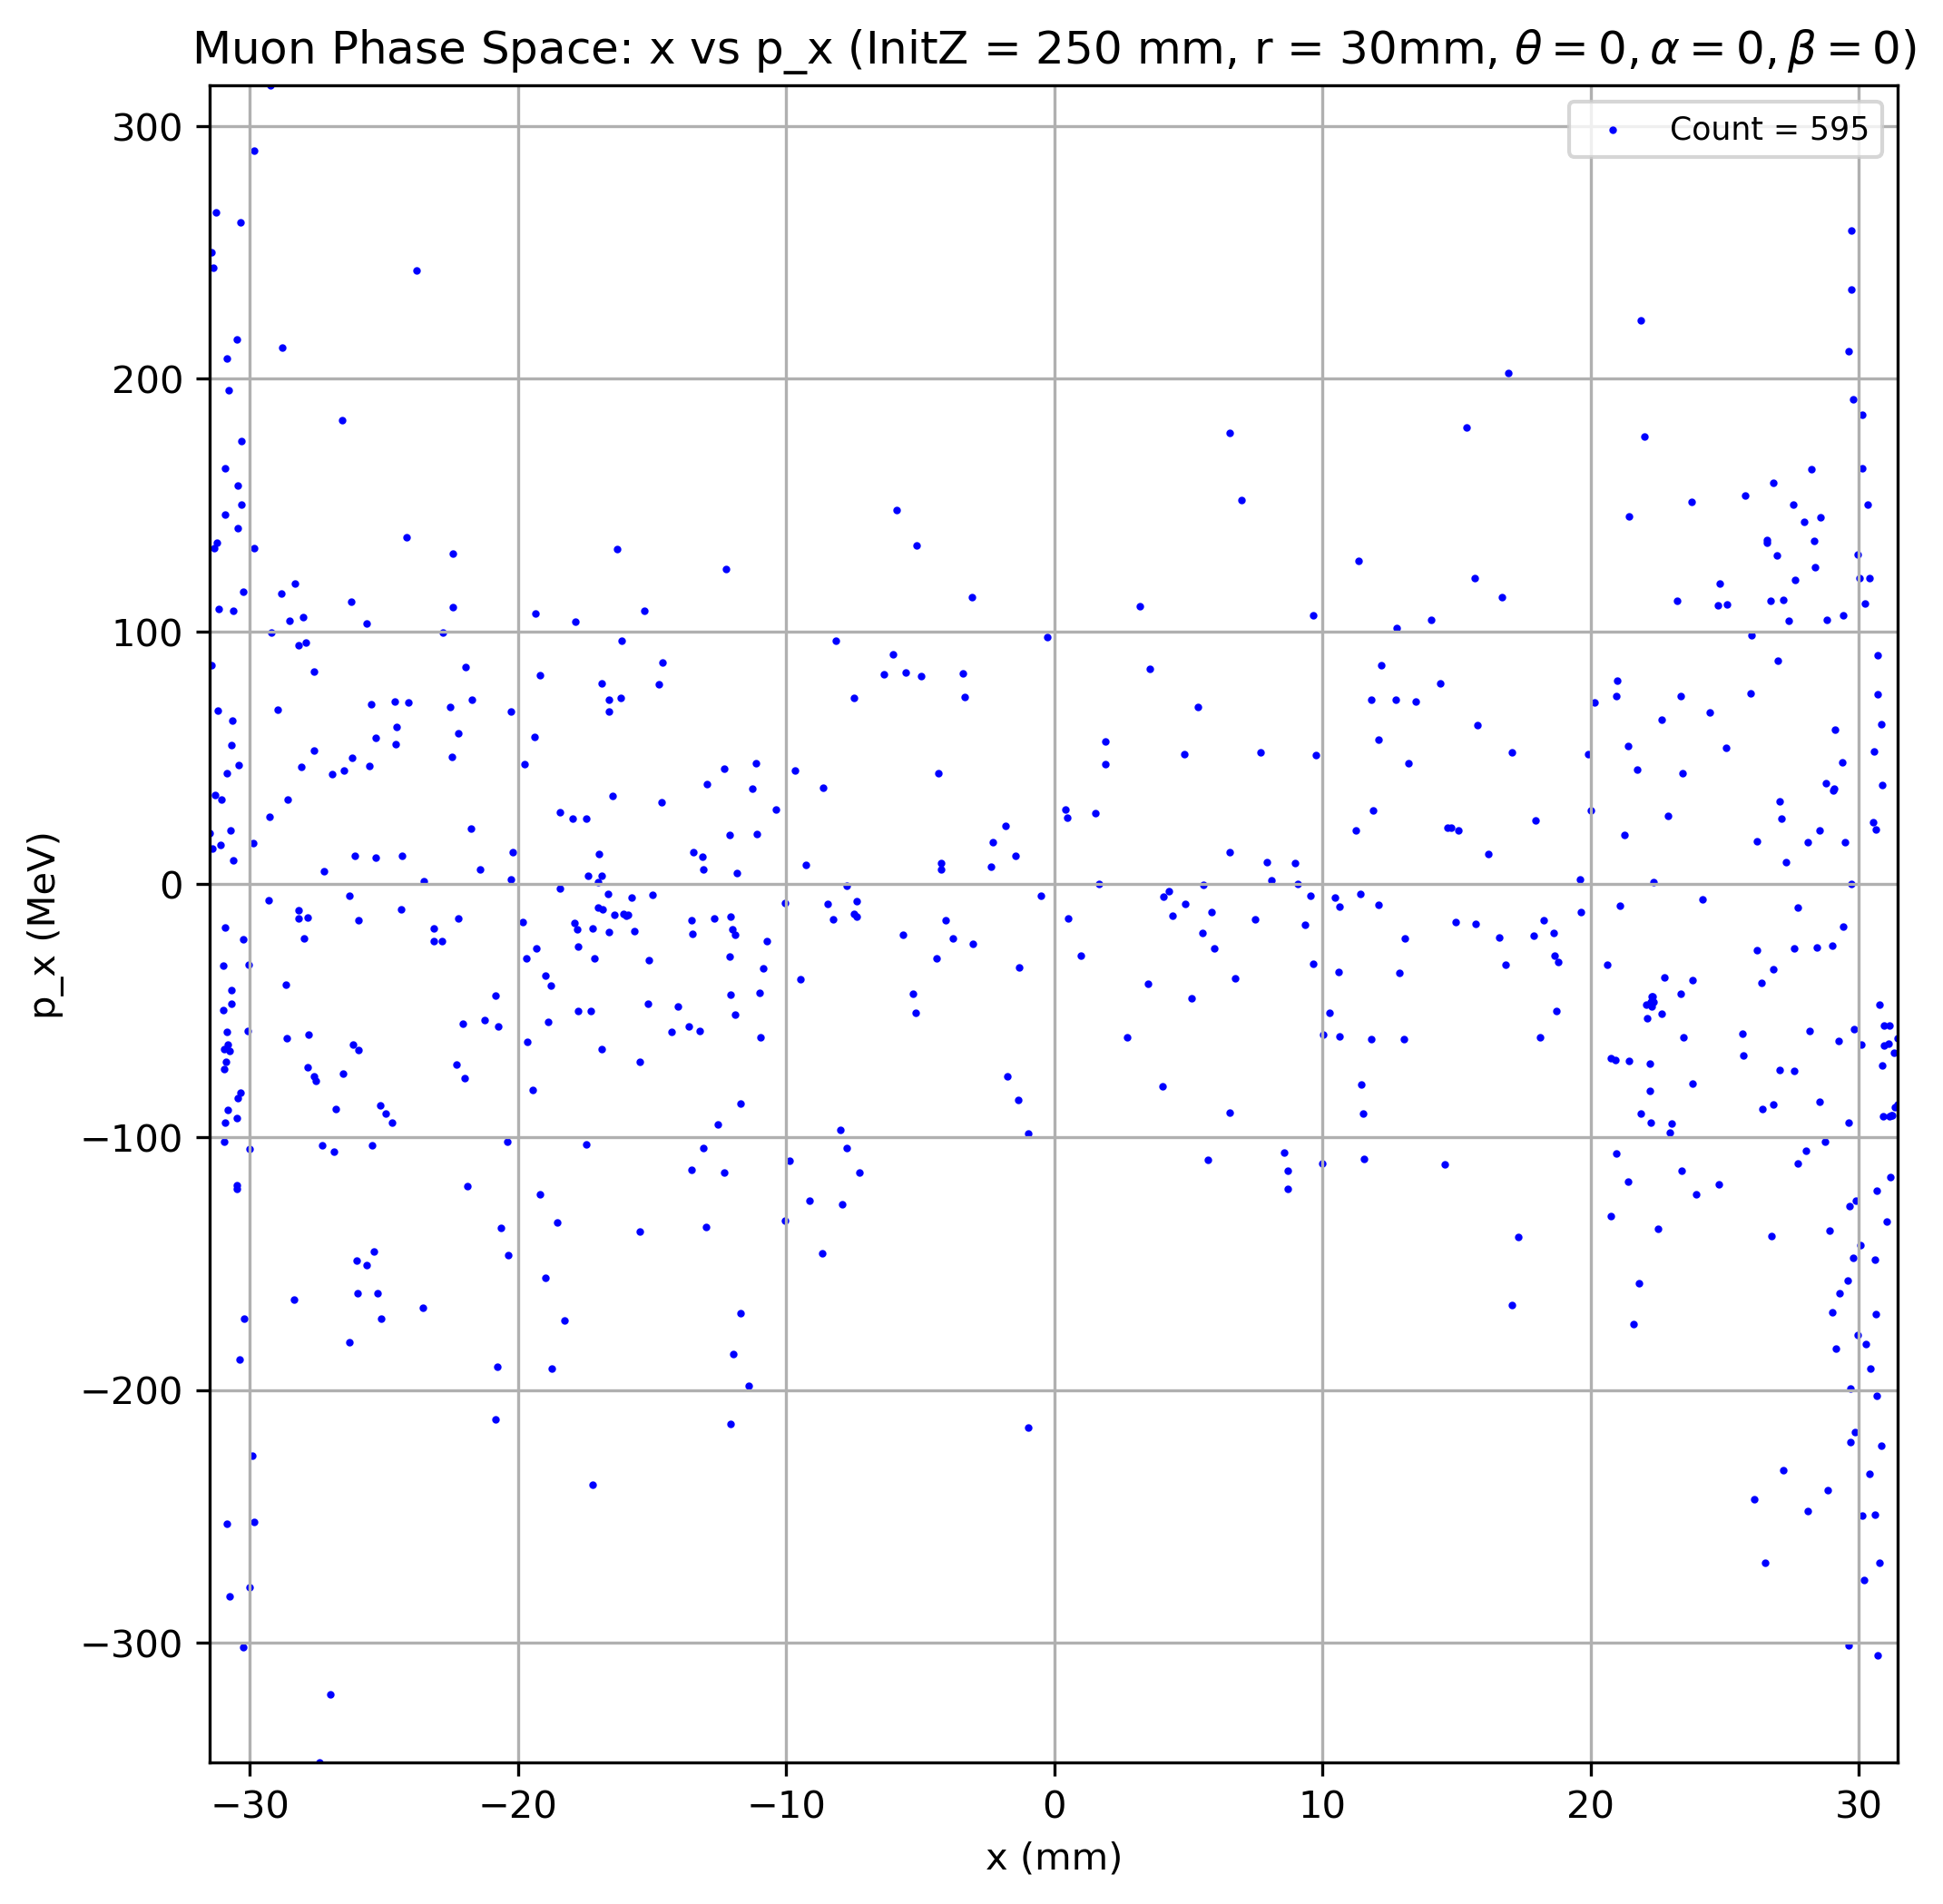 Muon Phase Space: x vs p_x (InitZ = 250 mm, r = 30mm, θ = 0, α = 0, β = 0)
Count = 595
300
200
100
0
−100
−200
−300
p_x (MeV)
−30 −20 −10 0 10 20 30
x (mm)